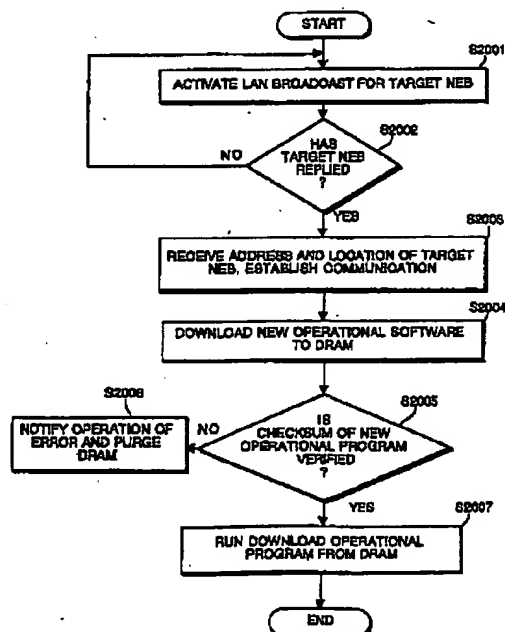 START
S2001
ACTIVATE LAN BROADCAST FOR TARGET NEB
S2002
HAS
TARGET NEB
REPLIED
?
NO
YES
S2003
RECEIVE ADDRESS AND LOCATION OF TARGET
NEB, ESTABLISH COMMUNICATION
S2004
DOWNLOAD NEW OPERATIONAL SOFTWARE
TO DRAM
S2005
IS
CHECKSUM OF NEW
OPERATIONAL PROGRAM
VERIFIED
?
NO
S2006
NOTIFY OPERATION OF
ERROR AND PURGE
DRAM
YES
S2007
RUN DOWNLOAD OPERATIONAL
PROGRAM FROM DRAM
END